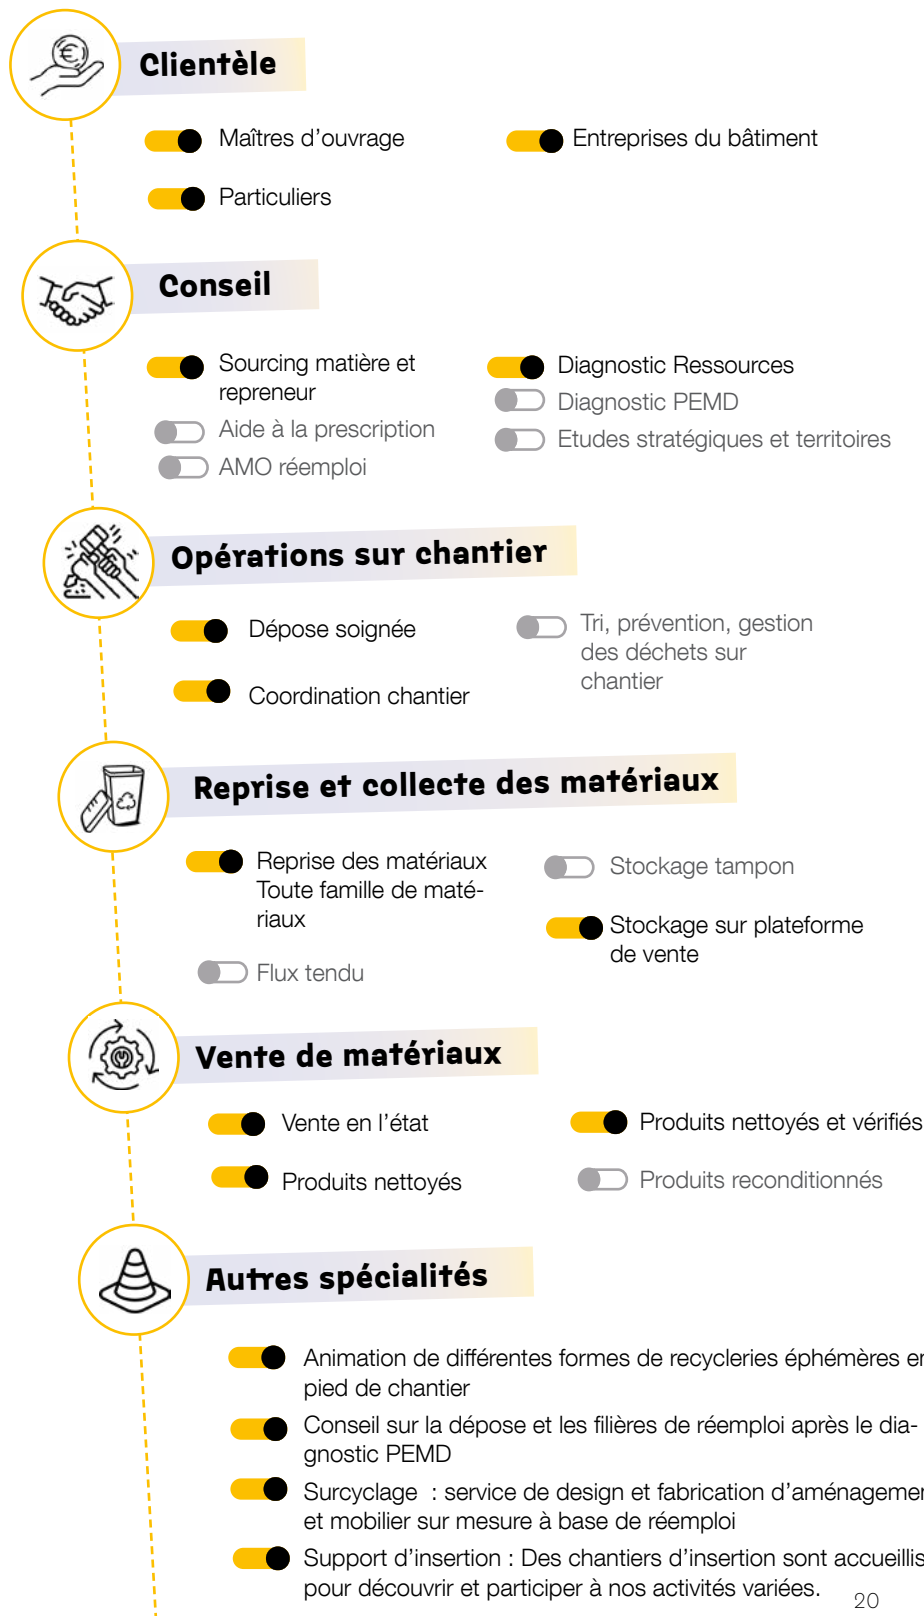 Clientèle
Maîtres d'ouvrage
Entreprises du bâtiment
Particuliers
Conseil
Sourcing matière et
repreneur
Aide à la prescription
AMO réemploi
Diagnostic Ressources
Diagnostic PEMD
Etudes stratégiques et territoires
Opérations sur chantier
Dépose soignée
Coordination chantier
Tri, prévention, gestion
des déchets sur
chantier
Reprise et collecte des matériaux
Reprise des matériaux
Toute famille de maté-
riaux
Flux tendu
Stockage tampon
Stockage sur plateforme
de vente
Vente de matériaux
Vente en l'état
Produits nettoyés
Produits nettoyés et vérifiés
Produits reconditionnés
Autres spécialités
Animation de différentes formes de recycleries éphémères en
pied de chantier
Conseil sur la dépose et les filières de réemploi après le dia-
gnostic PEMD
Surcyclage : service de design et fabrication d'aménagemen
et mobilier sur mesure à base de réemploi
Support d'insertion : Des chantiers d'insertion sont accueillis
pour découvrir et participer à nos activités variées.
20